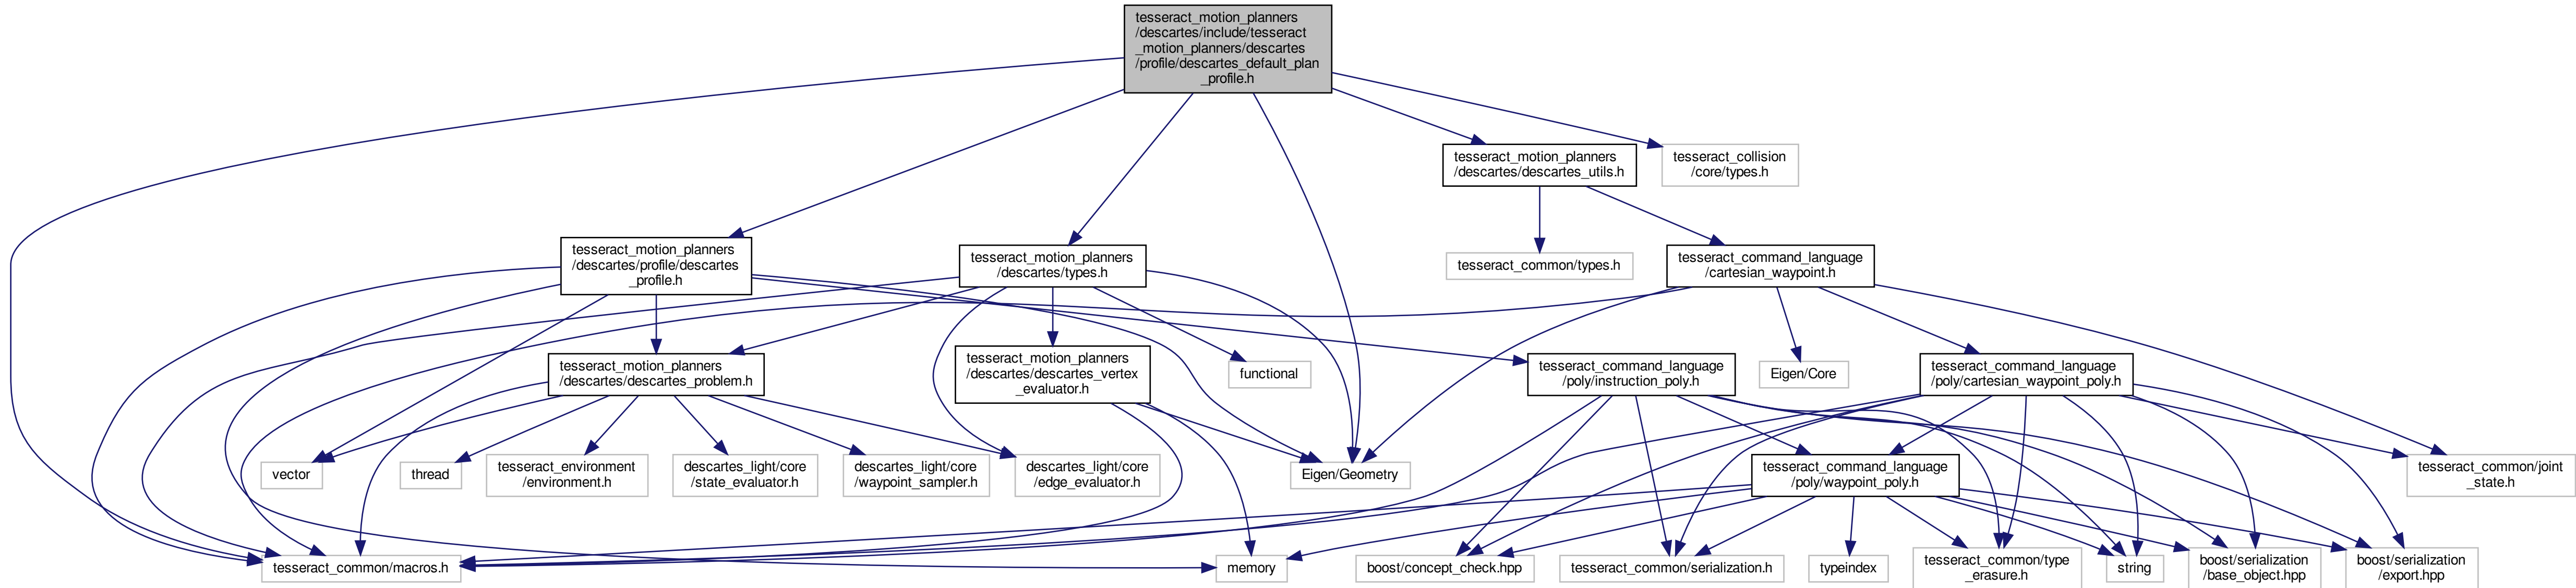 tesseract_motion_planners
/descartes/include/tesseract
_motion_planners/descartes
/profile/descartes_default_plan
_profile.h
tesseract_motion_planners
/descartes/descartes_utils.h
tesseract_collision
/core/types.h
tesseract_motion_planners
/descartes/profile/descartes
_profile.h
tesseract_motion_planners
/descartes/types.h
tesseract_common/types.h
tesseract_command_language
/cartesian_waypoint.h
tesseract_motion_planners
/descartes/descartes_problem.h
tesseract_motion_planners
/descartes/descartes_vertex
_evaluator.h
functional
tesseract_command_language
/poly/instruction_poly.h
Eigen/Core
tesseract_command_language
/poly/cartesian_waypoint_poly.h
vector
thread
tesseract_environment
/environment.h
descartes_light/core
/state_evaluator.h
descartes_light/core
/waypoint_sampler.h
descartes_light/core
/edge_evaluator.h
Eigen/Geometry
tesseract_command_language
/poly/waypoint_poly.h
tesseract_common/joint
_state.h
tesseract_common/macros.h
memory
boost/concept_check.hpp
tesseract_common/serialization.h
typeindex
tesseract_common/type
_erasure.h
string
boost/serialization
/base_object.hpp
boost/serialization
/export.hpp